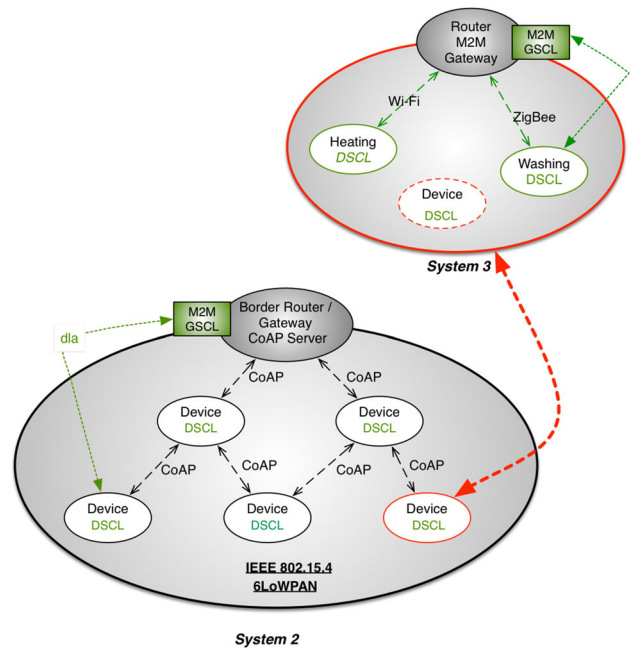 Router
M2M
Gateway
M2M
GSCL
Wi-Fi
ZigBee
Heating
DSCL
Washing
DSCL
Device
DSCL
System 3
M2M
GSCL
Border Router /
Gateway
CoAP Server
dla
CoAP
CoAP
Device
DSCL
Device
DSCL
CoAP
CoAP
CoAP
CoAP
Device
DSCL
Device
DSCL
Device
DSCL
IEEE 802.15.4
6LoWPAN
System 2